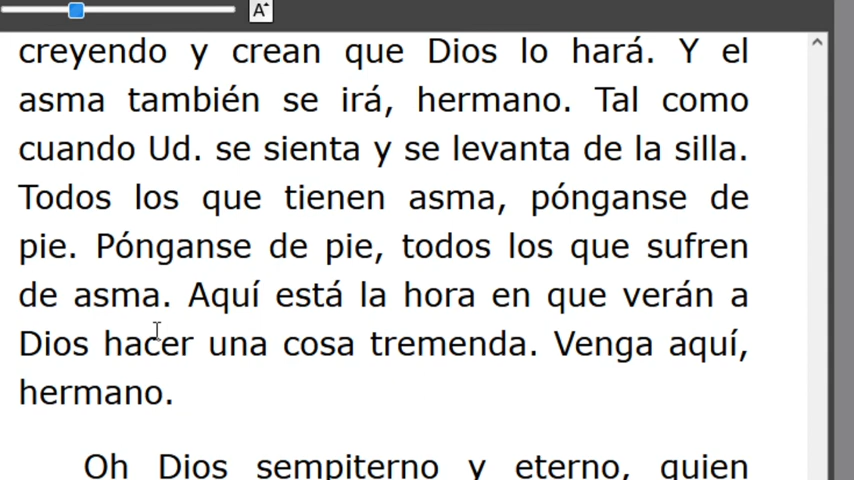 A
creyendo y crean que Dios lo hará. Y el
asma también se irá, hermano. Tal como
cuando Ud. se sienta y se levanta de la silla.
Todos los que tienen asma, pónganse de
pie. Pónganse de pie, todos los que sufren
de asma. Aquí está la hora en que verán a
Dios hacer una cosa tremenda. Venga aquí,
hermano.
Oh Dios sempiterno y eterno, quien